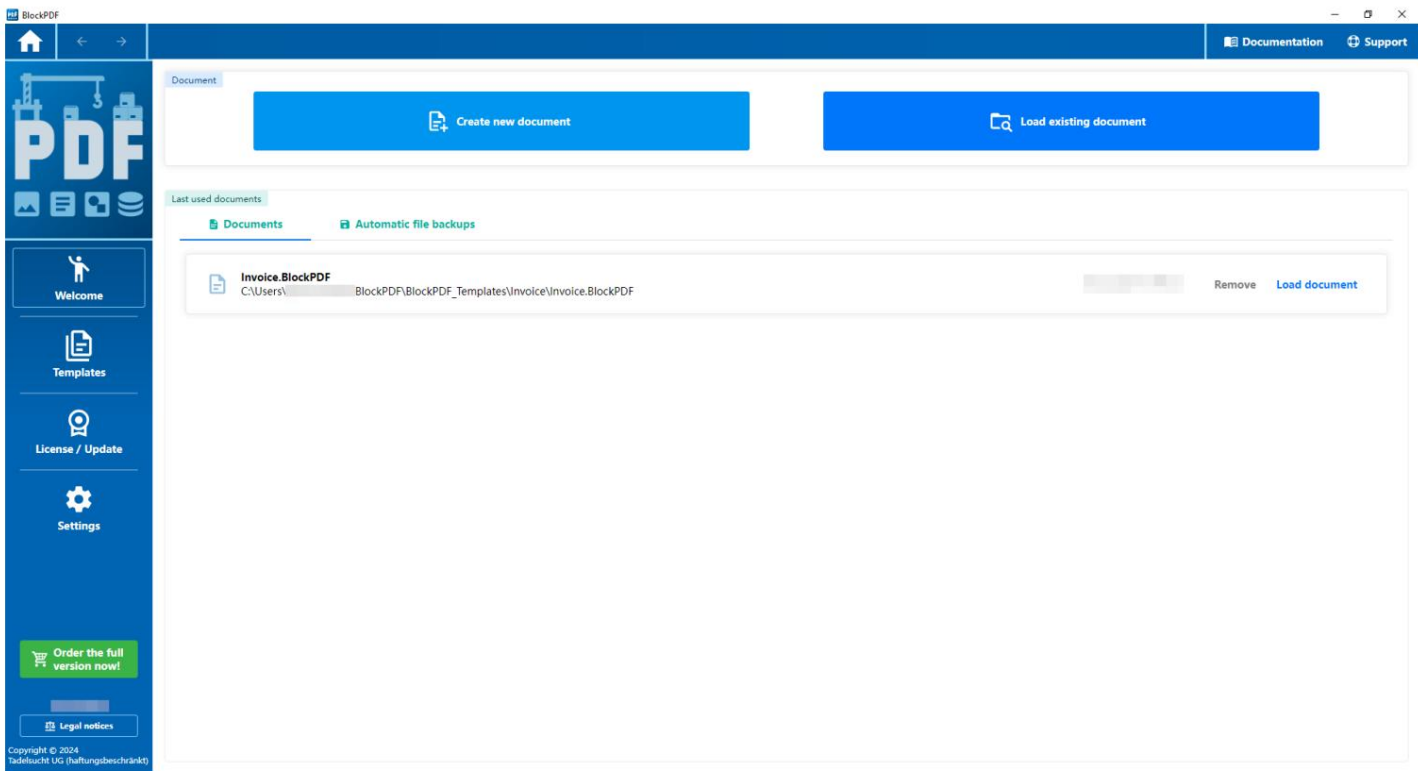 BlockPDF
Documentation
Support
PDF
Document
Create new document
Load existing document
Last used documents
Documents
Automatic file backups
Invoice.BlockPDF
C:\Users\ BlockPDF\BlockPDF_Templates\Invoice\Invoice.BlockPDF
Remove
Load document
Welcome
Templates
License / Update
Settings
Order the full
version now!
Legal notices
Copyright © 2024
Tadelsucht UG (haftungsbeschränkt)